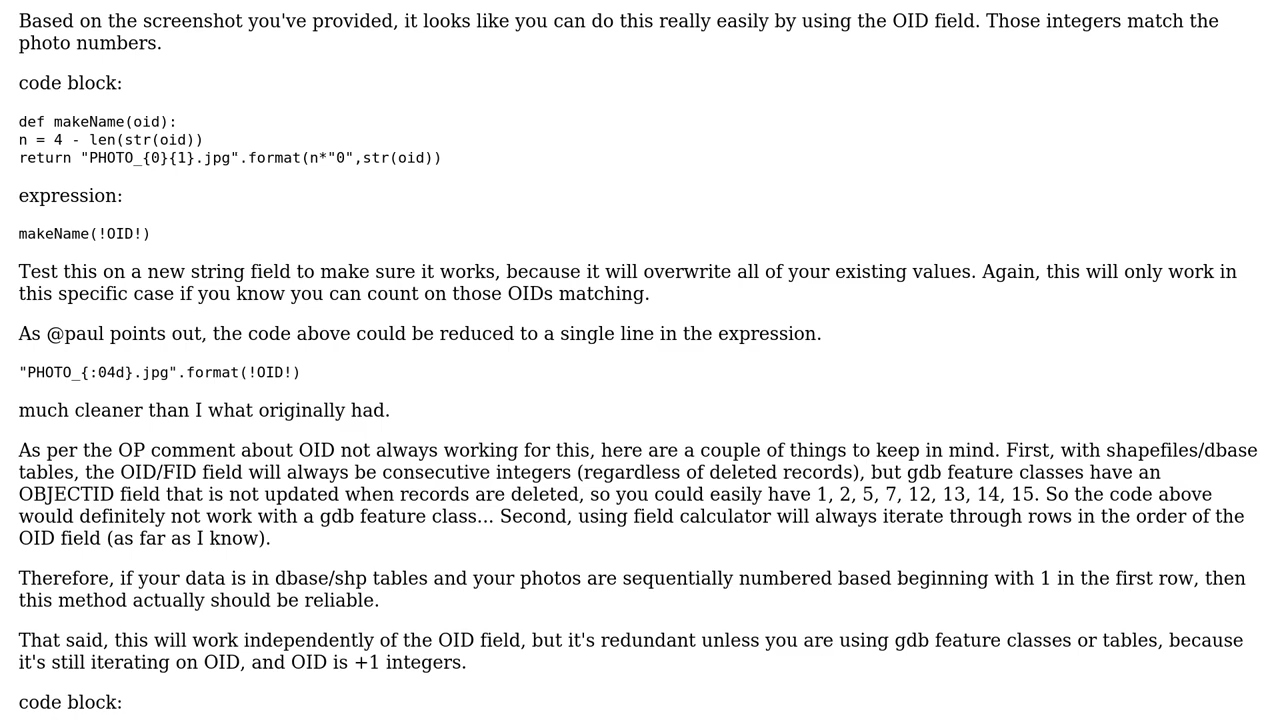 Based on the screenshot you've provided, it looks like you can do this really easily by using the OID field. Those integers match the
photo numbers.
code block:
def makeName(oid):
n = 4 - len(str(oid))
return "PHOTO_{0}{1}.jpg".format(n*"0",str(oid))
expression:
makeName(!OID!)
Test this on a new string field to make sure it works, because it will overwrite all of your existing values. Again, this will only work in
this specific case if you know you can count on those OIDs matching.
As @paul points out, the code above could be reduced to a single line in the expression.
"PHOTO_{:04d}.jpg".format(!OID!)
much cleaner than I what originally had.
As per the OP comment about OID not always working for this, here are a couple of things to keep in mind. First, with shapefiles/dbase
tables, the OID/FID field will always be consecutive integers (regardless of deleted records), but gdb feature classes have an
OBJECTID field that is not updated when records are deleted, so you could easily have 1, 2, 5, 7, 12, 13, 14, 15. So the code above
would definitely not work with a gdb feature class... Second, using field calculator will always iterate through rows in the order of the
OID field (as far as I know).
Therefore, if your data is in dbase/shp tables and your photos are sequentially numbered based beginning with 1 in the first row, then
this method actually should be reliable.
That said, this will work independently of the OID field, but it's redundant unless you are using gdb feature classes or tables, because
it's still iterating on OID, and OID is +1 integers.
code block: